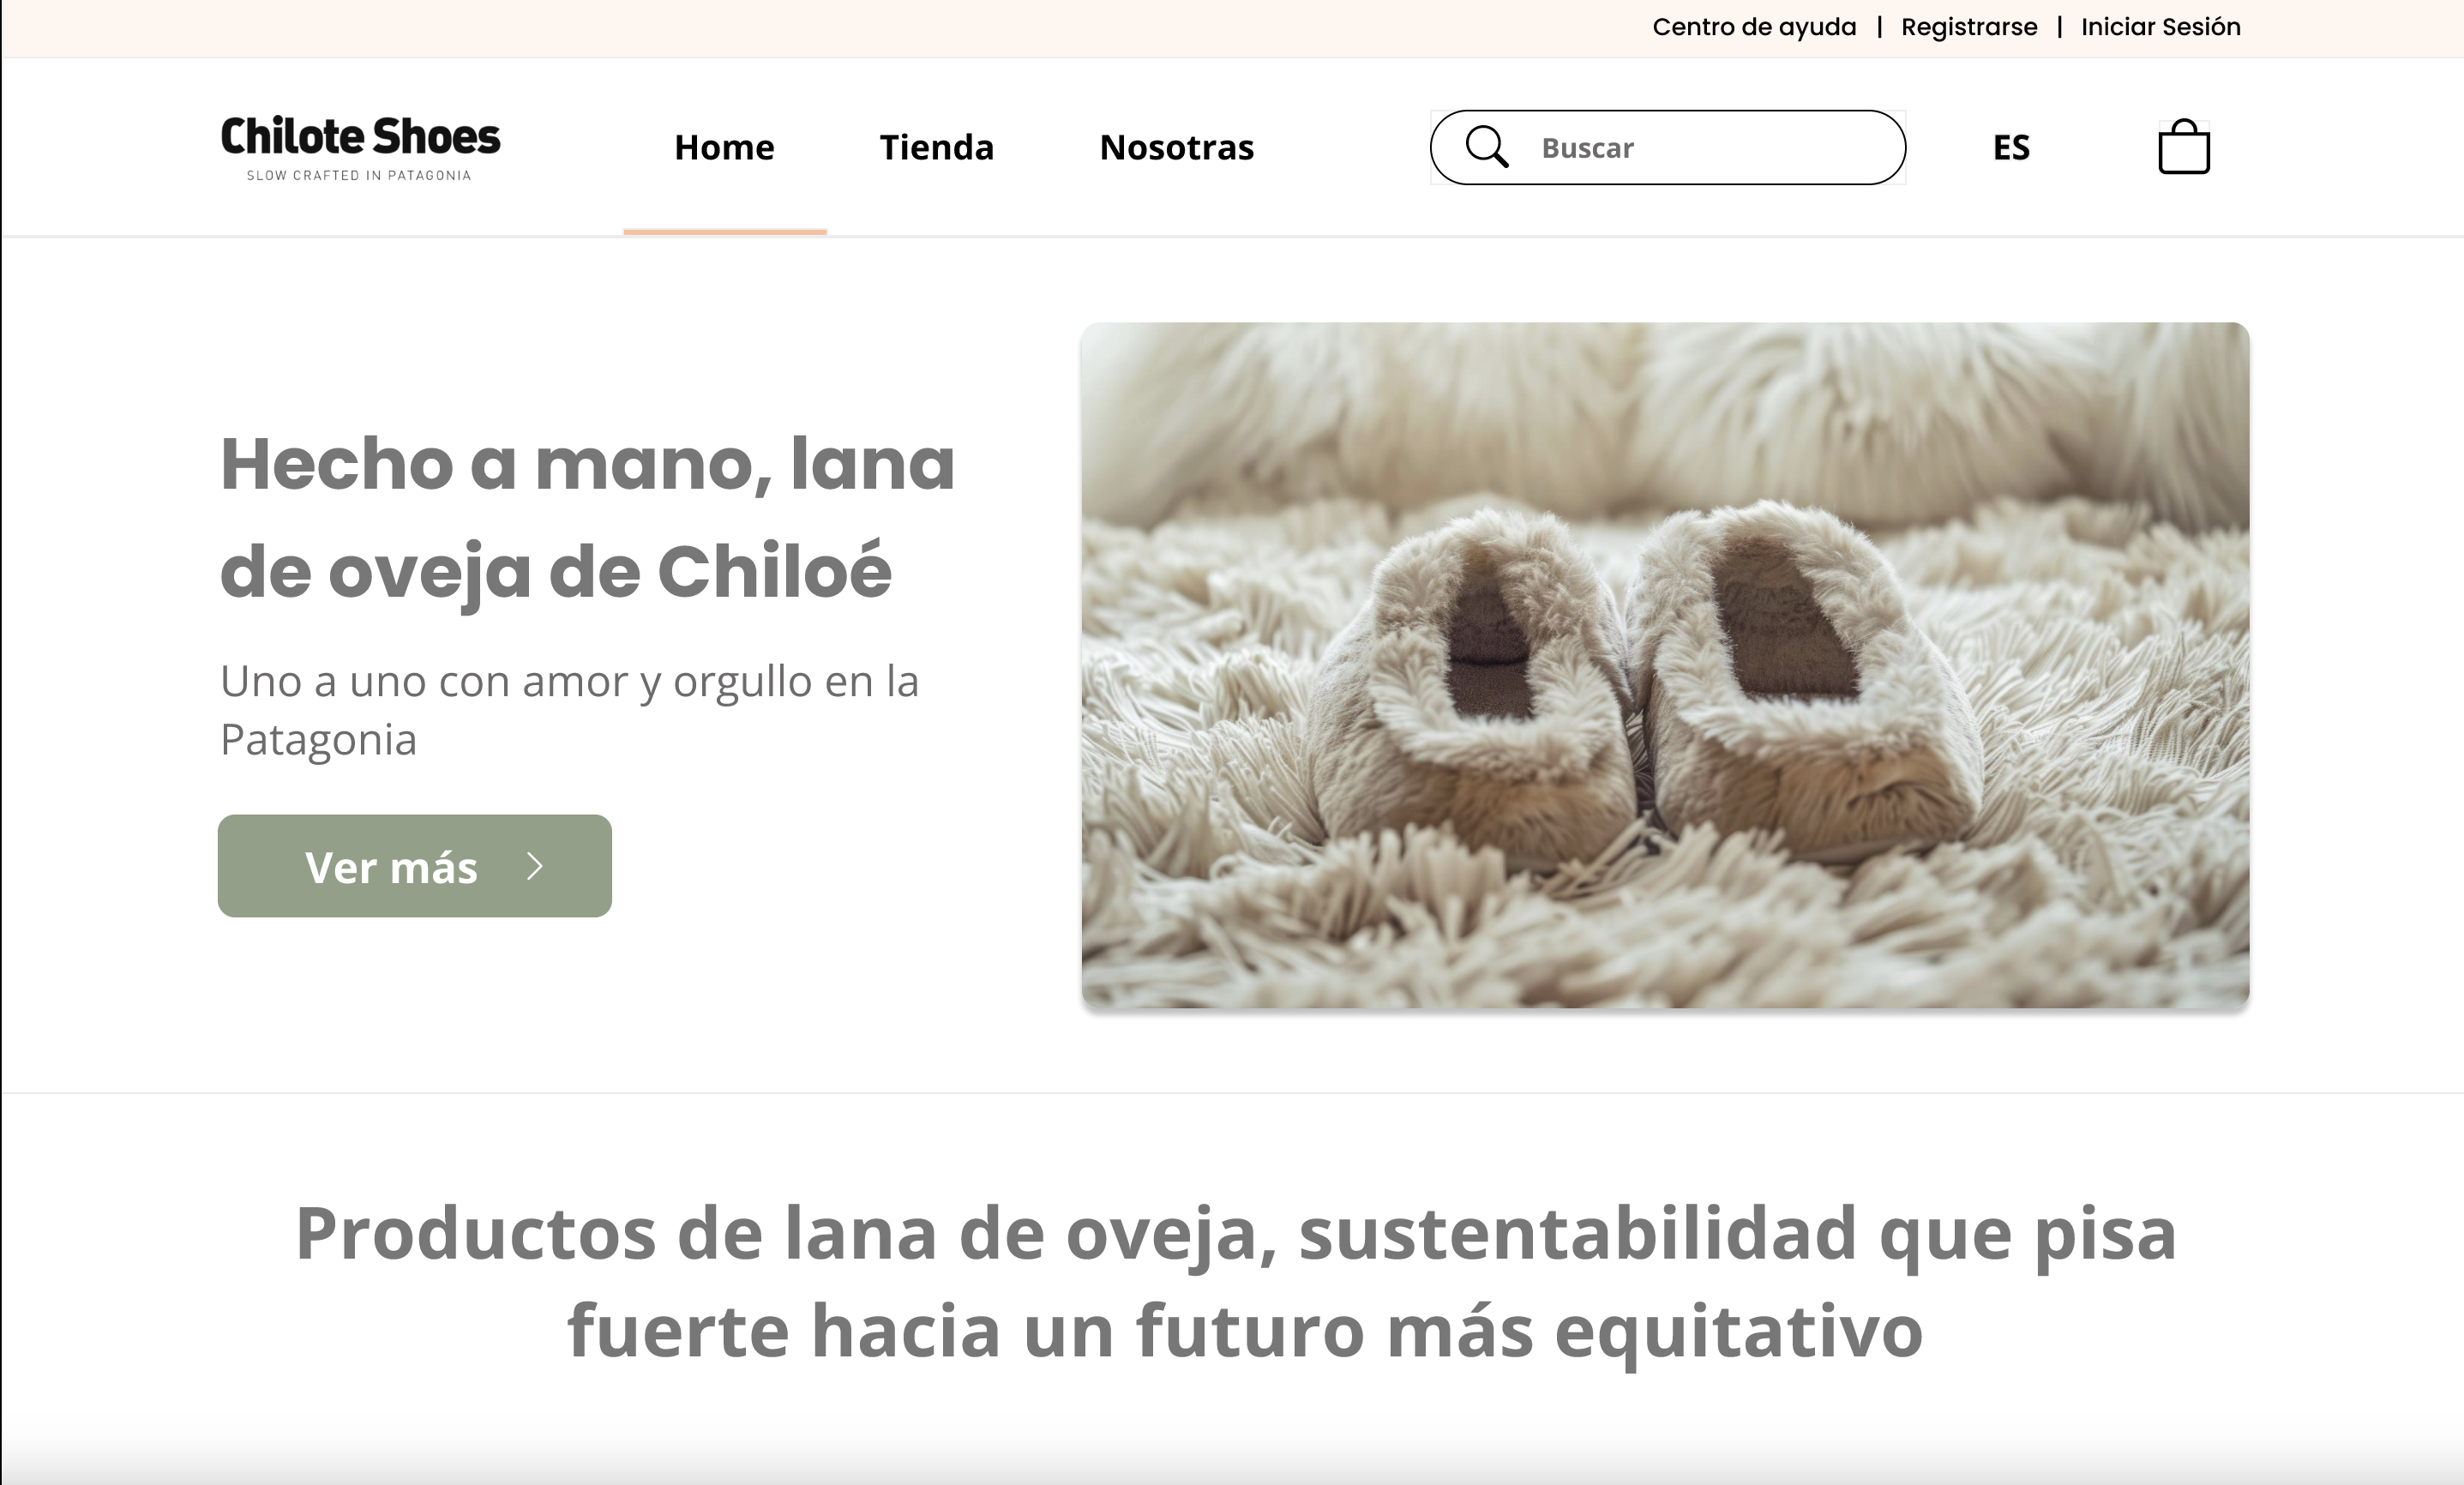 Centro de ayuda | Registrarse | Iniciar Sesión
Chilote Shoes
SLOW CRAFTED IN PATAGONIA
Home
Tienda
Nosotras
Buscar
ES
Hecho a mano, lana
de oveja de Chiloé
Uno a uno con amor y orgullo en la
Patagonia
Ver más
Productos de lana de oveja, sustentabilidad que pisa
fuerte hacia un futuro más equitativo